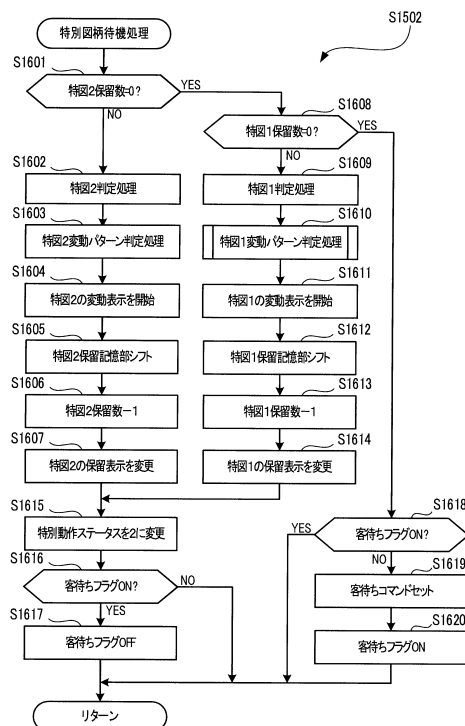 S1502
特別図柄待機処理
S1601
特図2保留数=0?
YES
NO
S1608
特図1保留数=0?
YES
NO
S1602
特図2判定処理
S1609
特図1判定処理
S1603
特図2変動パターン判定処理
S1610
特図1変動パターン判定処理
S1604
特図2の変動表示を開始
S1611
特図1の変動表示を開始
S1605
特図2保留記憶部シフト
S1612
特図1保留記憶部シフト
S1606
特図2保留数−1
S1613
特図1保留数−1
S1607
特図2の保留表示を変更
S1614
特図1の保留表示を変更
S1615
特別動作ステータスを2に変更
S1616
客待ちフラグON?
NO
YES
S1617
客待ちフラグOFF
S1618
客待ちフラグON?
YES
NO
S1619
客待ちコマンドセット
S1620
客待ちフラグON
リターン